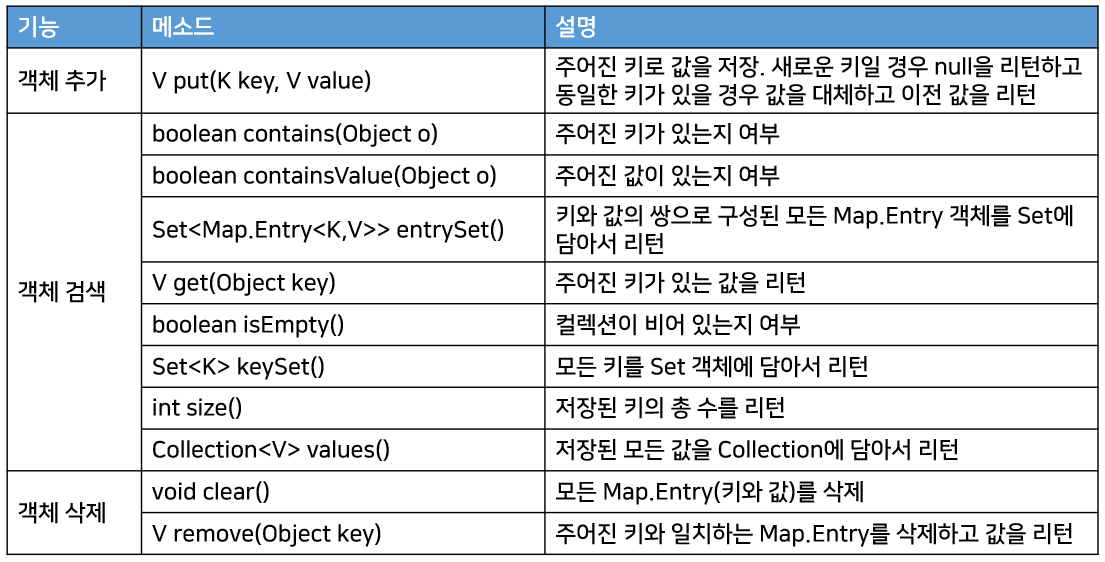 기능 메소드 설명
객체 추가 V put(K key, V value) 주어진 키로 값을 저장. 새로운 키일 경우 null을 리턴하고
동일한 키가 있을 경우 값을 대체하고 이전 값을 리턴
객체 검색
boolean contains(Object o) 주어진 키가 있는지 여부
boolean containsValue(Object o) 주어진 값이 있는지 여부
Set<Map.Entry<K,V>> entrySet() 키와 값의 쌍으로 구성된 모든 Map.Entry 객체를 Set에
담아서 리턴
V get(Object key) 주어진 키가 있는 값을 리턴
boolean isEmpty() 컬렉션이 비어 있는지 여부
Set<K> keySet() 모든 키를 Set 객체에 담아서 리턴
int size() 저장된 키의 총 수를 리턴
Collection<V> values() 저장된 모든 값을 Collection에 담아서 리턴
객체 삭제
void clear() 모든 Map.Entry(키와 값)를 삭제
V remove(Object key) 주어진 키와 일치하는 Map.Entry를 삭제하고 값을 리턴